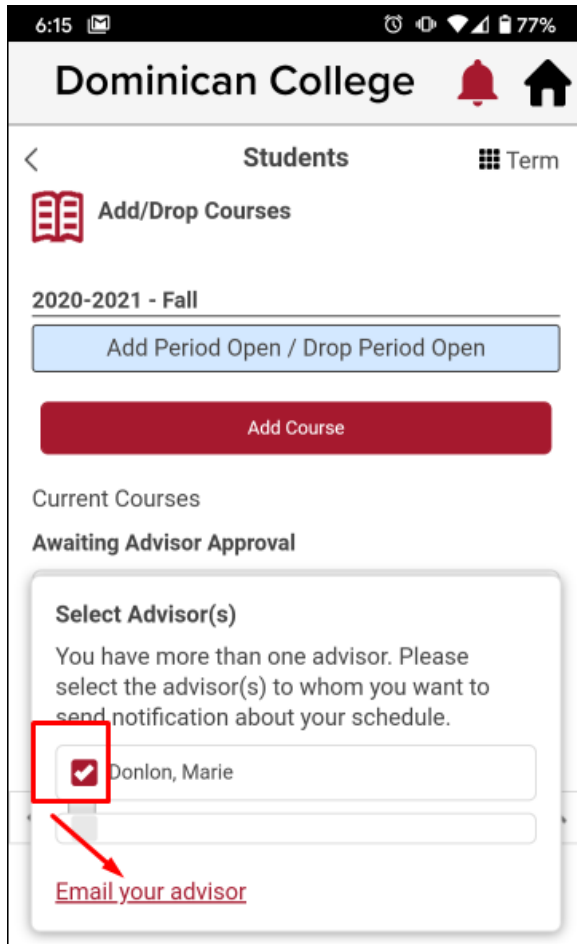 6:15 77%
Dominican College
Students Term
Add/Drop Courses
2020-2021 - Fall
Add Period Open / Drop Period Open
Add Course
Current Courses
Awaiting Advisor Approval
Select Advisor(s)
You have more than one advisor. Please
select the advisor(s) to whom you want to
send notification about your schedule.
Donlon, Marie
Email your advisor